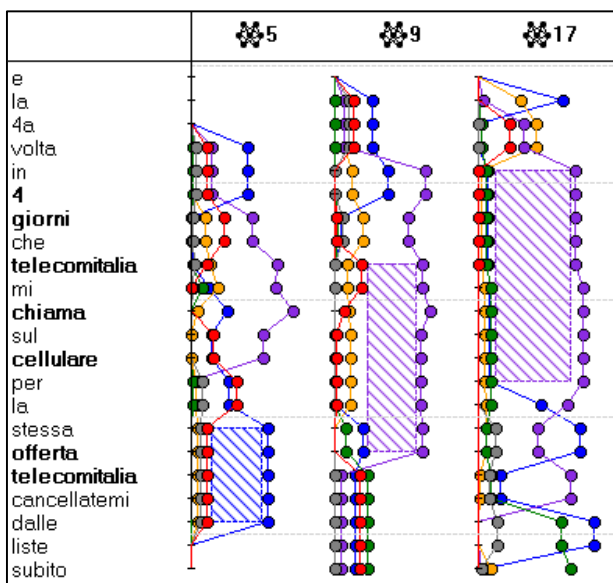 5 9 17
e
la
4a
volta
in
4
giorni
che
telecomitalia
mi
chiama
sul
cellulare
per
la
stessa
offerta
telecomitalia
cancellatemi
dalle
liste
subito